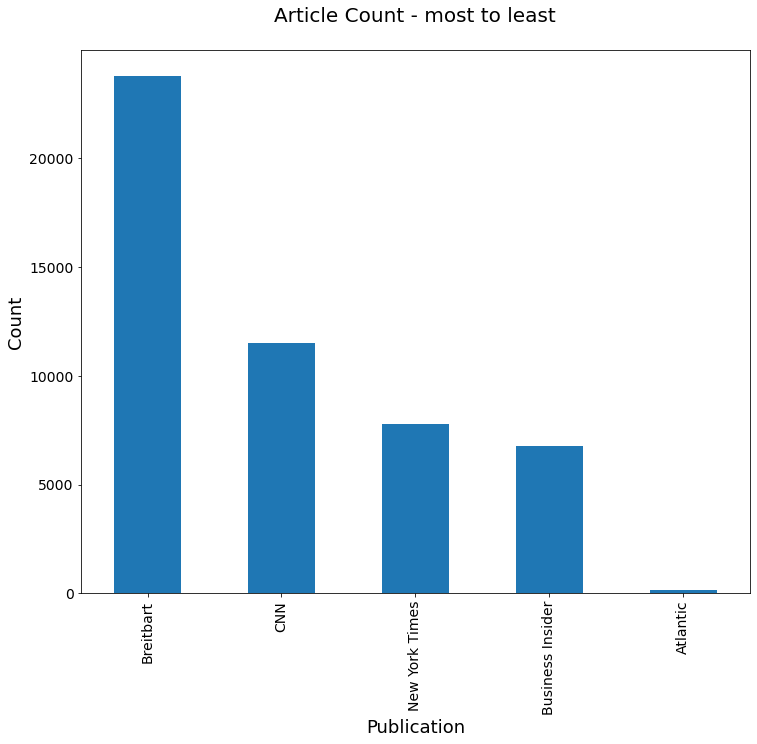 Article Count - most to least
20000
15000
10000
5000
0
Count
Breitbart
CNN
New York Times
Business Insider
Atlantic
Publication